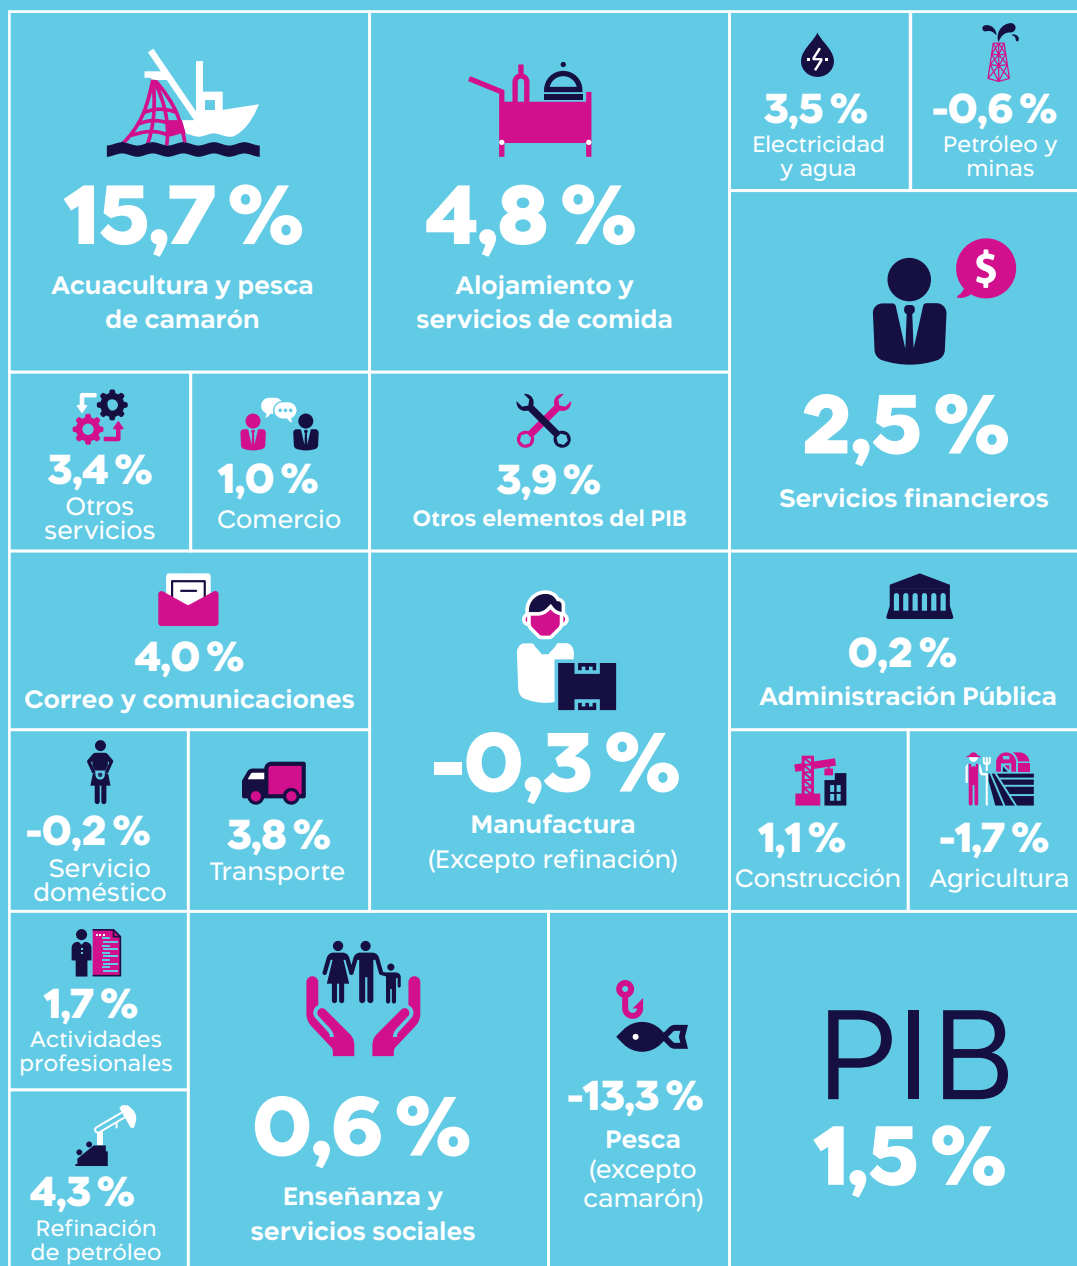 15,7 %
Acuacultura y pesca
de camarón
4,8 %
Alojamiento y
servicios de comida
3,5 %
Electricidad
y agua
-0,6 %
Petróleo y
minas
$
2,5 %
Servicios financieros
3,4 %
Otros
servicios
1,0 %
Comercio
3,9 %
Otros elementos del PIB
4,0 %
Correo y comunicaciones
-0,3 %
Manufactura
(Excepto refinación)
0,2 %
Administración Pública
-0,2 %
Servicio
doméstico
3,8 %
Transporte
1,1 %
Construcción
-1,7 %
Agricultura
1,7 %
Actividades
profesionales
4,3 %
Refinación
de petróleo
0,6 %
Enseñanza y
servicios sociales
-13,3 %
Pesca
(excepto
camarón)
PIB
1,5 %